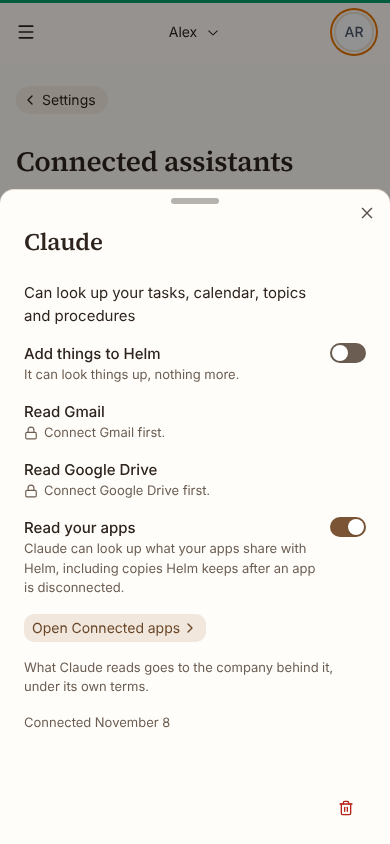 Alex
AR
Settings
Connected assistants
Claude
Can look up your tasks, calendar, topics
and procedures
Add things to Helm
It can look things up, nothing more.
Read Gmail
Connect Gmail first.
Read Google Drive
Connect Google Drive first.
Read your apps
Claude can look up what your apps share with
Helm, including copies Helm keeps after an app
is disconnected.
Open Connected apps
What Claude reads goes to the company behind it,
under its own terms.
Connected November 8